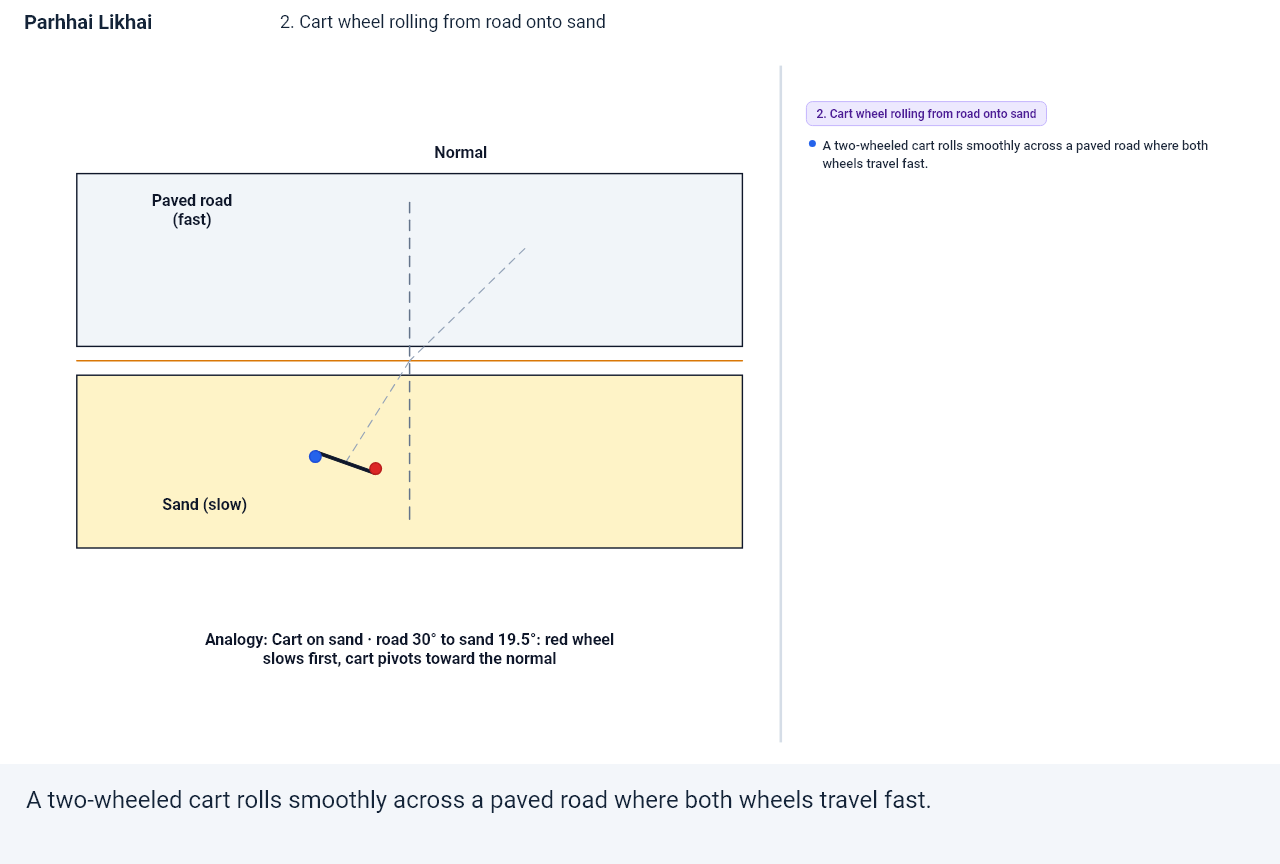 Parhhai Likhai
2. Cart wheel rolling from road onto sand
Normal
Paved road
(fast)
Sand (slow)
Analogy: Cart on sand · road 30° to sand 19.5°: red wheel
slows first, cart pivots toward the normal
2. Cart wheel rolling from road onto sand
A two-wheeled cart rolls smoothly across a paved road where both
wheels travel fast.
A two-wheeled cart rolls smoothly across a paved road where both wheels travel fast.